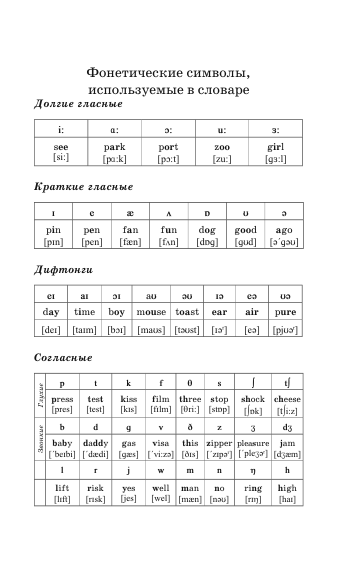 Фонетические символы,
используемые в словаре
Долгие гласные
iː ɑː ɔː uː ɜː
see park port zoo girl
[siː] [pɑːk] [pɔːt] [zuː] [gɜːl]
Краткие гласные
ɪ e æ ʌ ɒ ʊ ə
pin pen fan fun dog good ago
[pɪn] [pen] [fæn] [fʌn] [dɒg] [gʊd] [əˈgəʊ]
Дифтонги
eɪ aɪ ɔɪ aʊ əʊ ɪə eə ʊə
day time boy mouse toast ear air pure
[deɪ] [taɪm] [bɔɪ] [maʊs] [təʊst] [ɪəʳ] [eə] [pjʊəʳ]
Согласные
Глухие
p t k f θ s ʃ tʃ
press test kiss film three stop shock cheese
[pres] [test] [kɪs] [fɪlm] [θriː] [stɒp] [ʃɒk] [tʃiːz]
Звонкие
b d g v ð z ʒ dʒ
baby daddy gas visa this zipper pleasure jam
[ˈbeɪbi] [ˈdædi] [gæs] [ˈviːzə] [ðɪs] [ˈzɪpəʳ] [ˈpleʒəʳ] [dʒæm]
l r j w m n ŋ h
lift risk yes well man no ring high
[lɪft] [rɪsk] [jes] [wel] [mæn] [nəʊ] [rɪŋ] [haɪ]